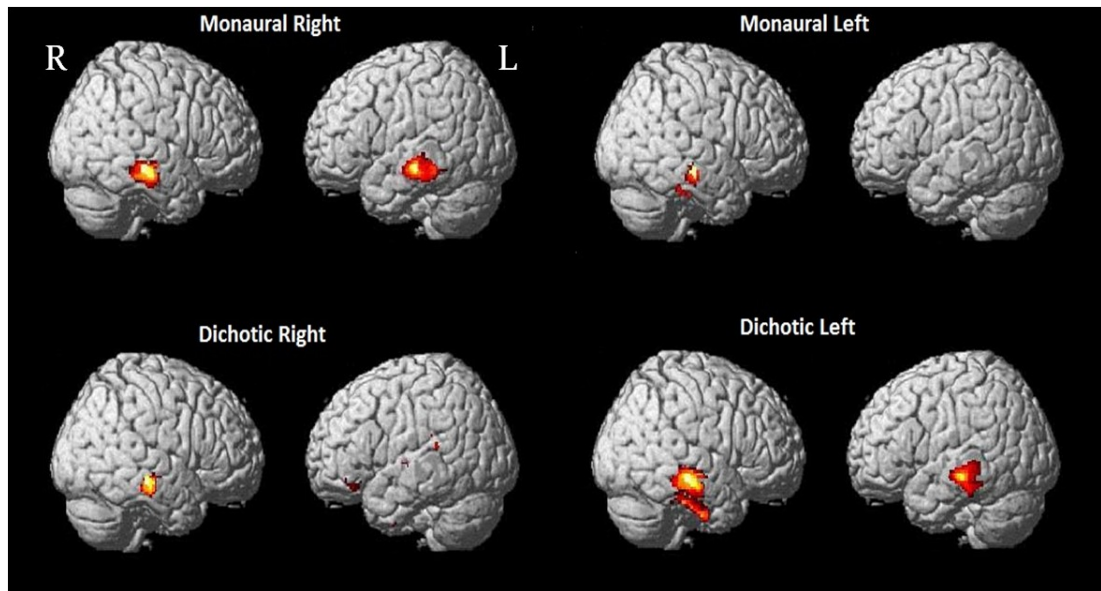 Monaural Right
Monaural Left
R
L
Dichotic Right
Dichotic Left